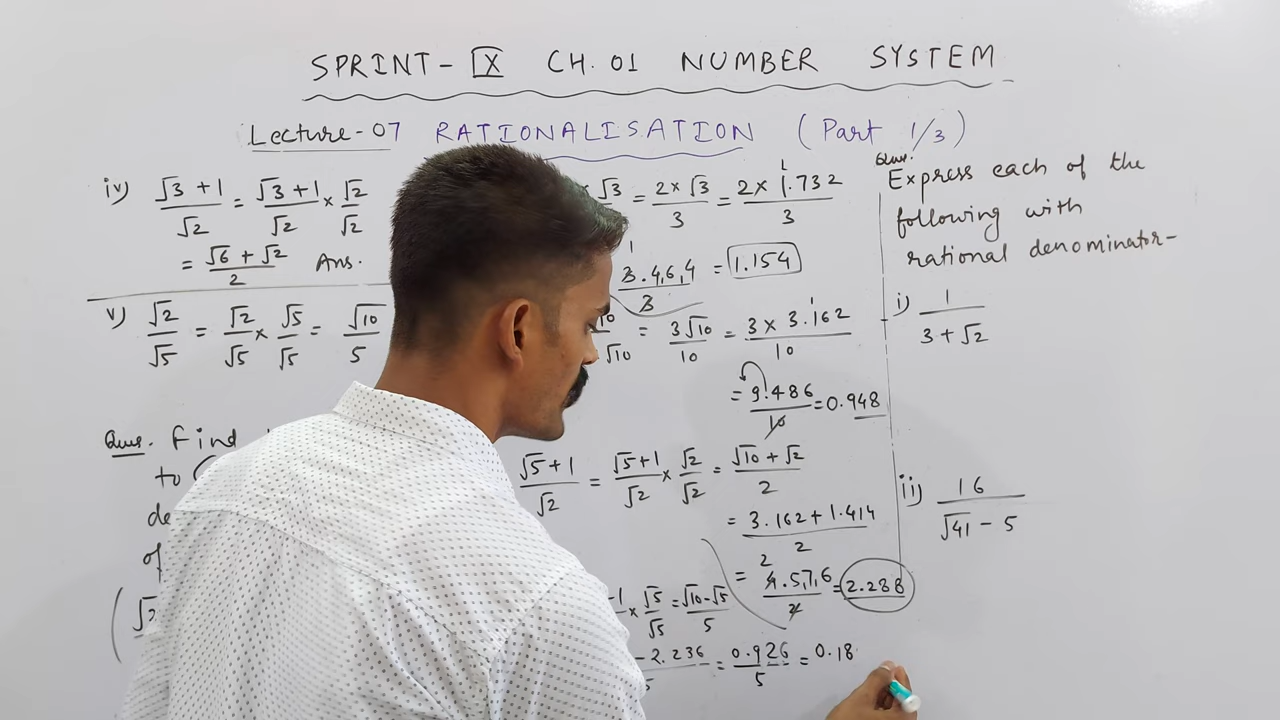 SPRINT-IX CH.01 NUMBER SYSTEM
Lecture-07 RATIONALISATION (Part 1/3)
iv) (√3 + 1)/√2 = (√3 + 1)/√2 × √2/√2
= (√6 + √2)/2 Ans.
v) √2/√5 = √2/√5 × √5/√5 = √10/5
Ques. Find
to
de
of
(√2
√3 = (2×√3)/3 = (2×1.732)/3
3.464/3 = 1.154
10/√10 = 3√10/10 = (3×3.162)/10
= 9.486/10 = 0.948
(√5+1)/√2 = (√5+1)/√2 × √2/√2 = (√10+√2)/2
= (3.162+1.414)/2
= 4.576/2 = 2.288
-1 × √5/√5 = (√10-√5)/5
- 2.236/5 = 0.926/5 = 0.18
Ques.
Express each of the
following with
rational denominator-
i) 1/(3+√2)
ii) 16/(√41 - 5)